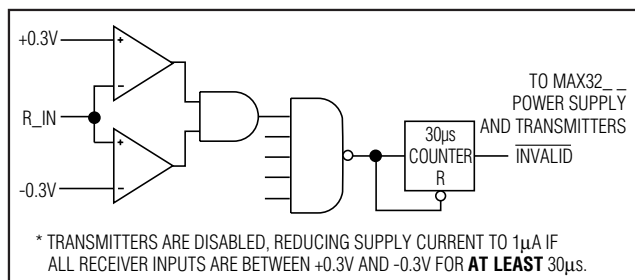 +0.3V
+
-
R_IN
+
-
-0.3V
30μs
COUNTER
R
TO MAX32_ _
POWER SUPPLY
AND TRANSMITTERS
INVALID
* TRANSMITTERS ARE DISABLED, REDUCING SUPPLY CURRENT TO 1μA IF
ALL RECEIVER INPUTS ARE BETWEEN +0.3V AND -0.3V FOR AT LEAST 30μs.